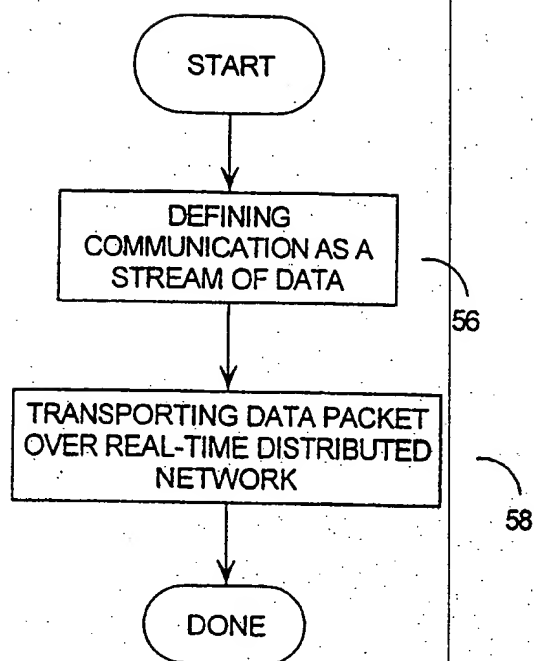 START
DEFINING
COMMUNICATION AS A
STREAM OF DATA
56
TRANSPORTING DATA PACKET
OVER REAL-TIME DISTRIBUTED
NETWORK
58
DONE